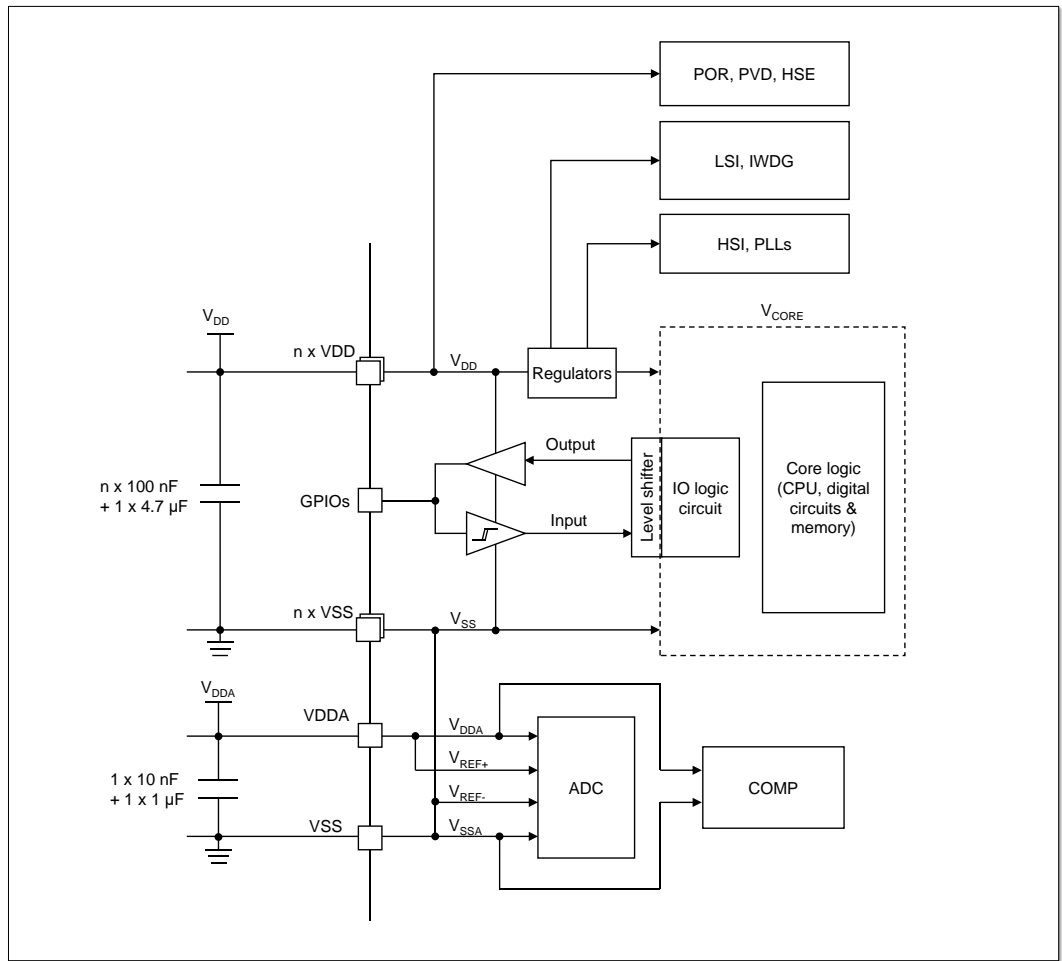 POR, PVD, HSE
LSI, IWDG
HSI, PLLs
VDD
n x VDD
VDD
Regulators
VCORE
n x 100 nF
+ 1 x 4.7 µF
GPIOs
Output
Input
Level shifter
IO logic
circuit
Core logic
(CPU, digital
circuits &
memory)
n x VSS
VSS
VDDA
VDDA
VDDA
VREF+
VREF-
VSSA
1 x 10 nF
+ 1 x 1 µF
VSS
ADC
COMP